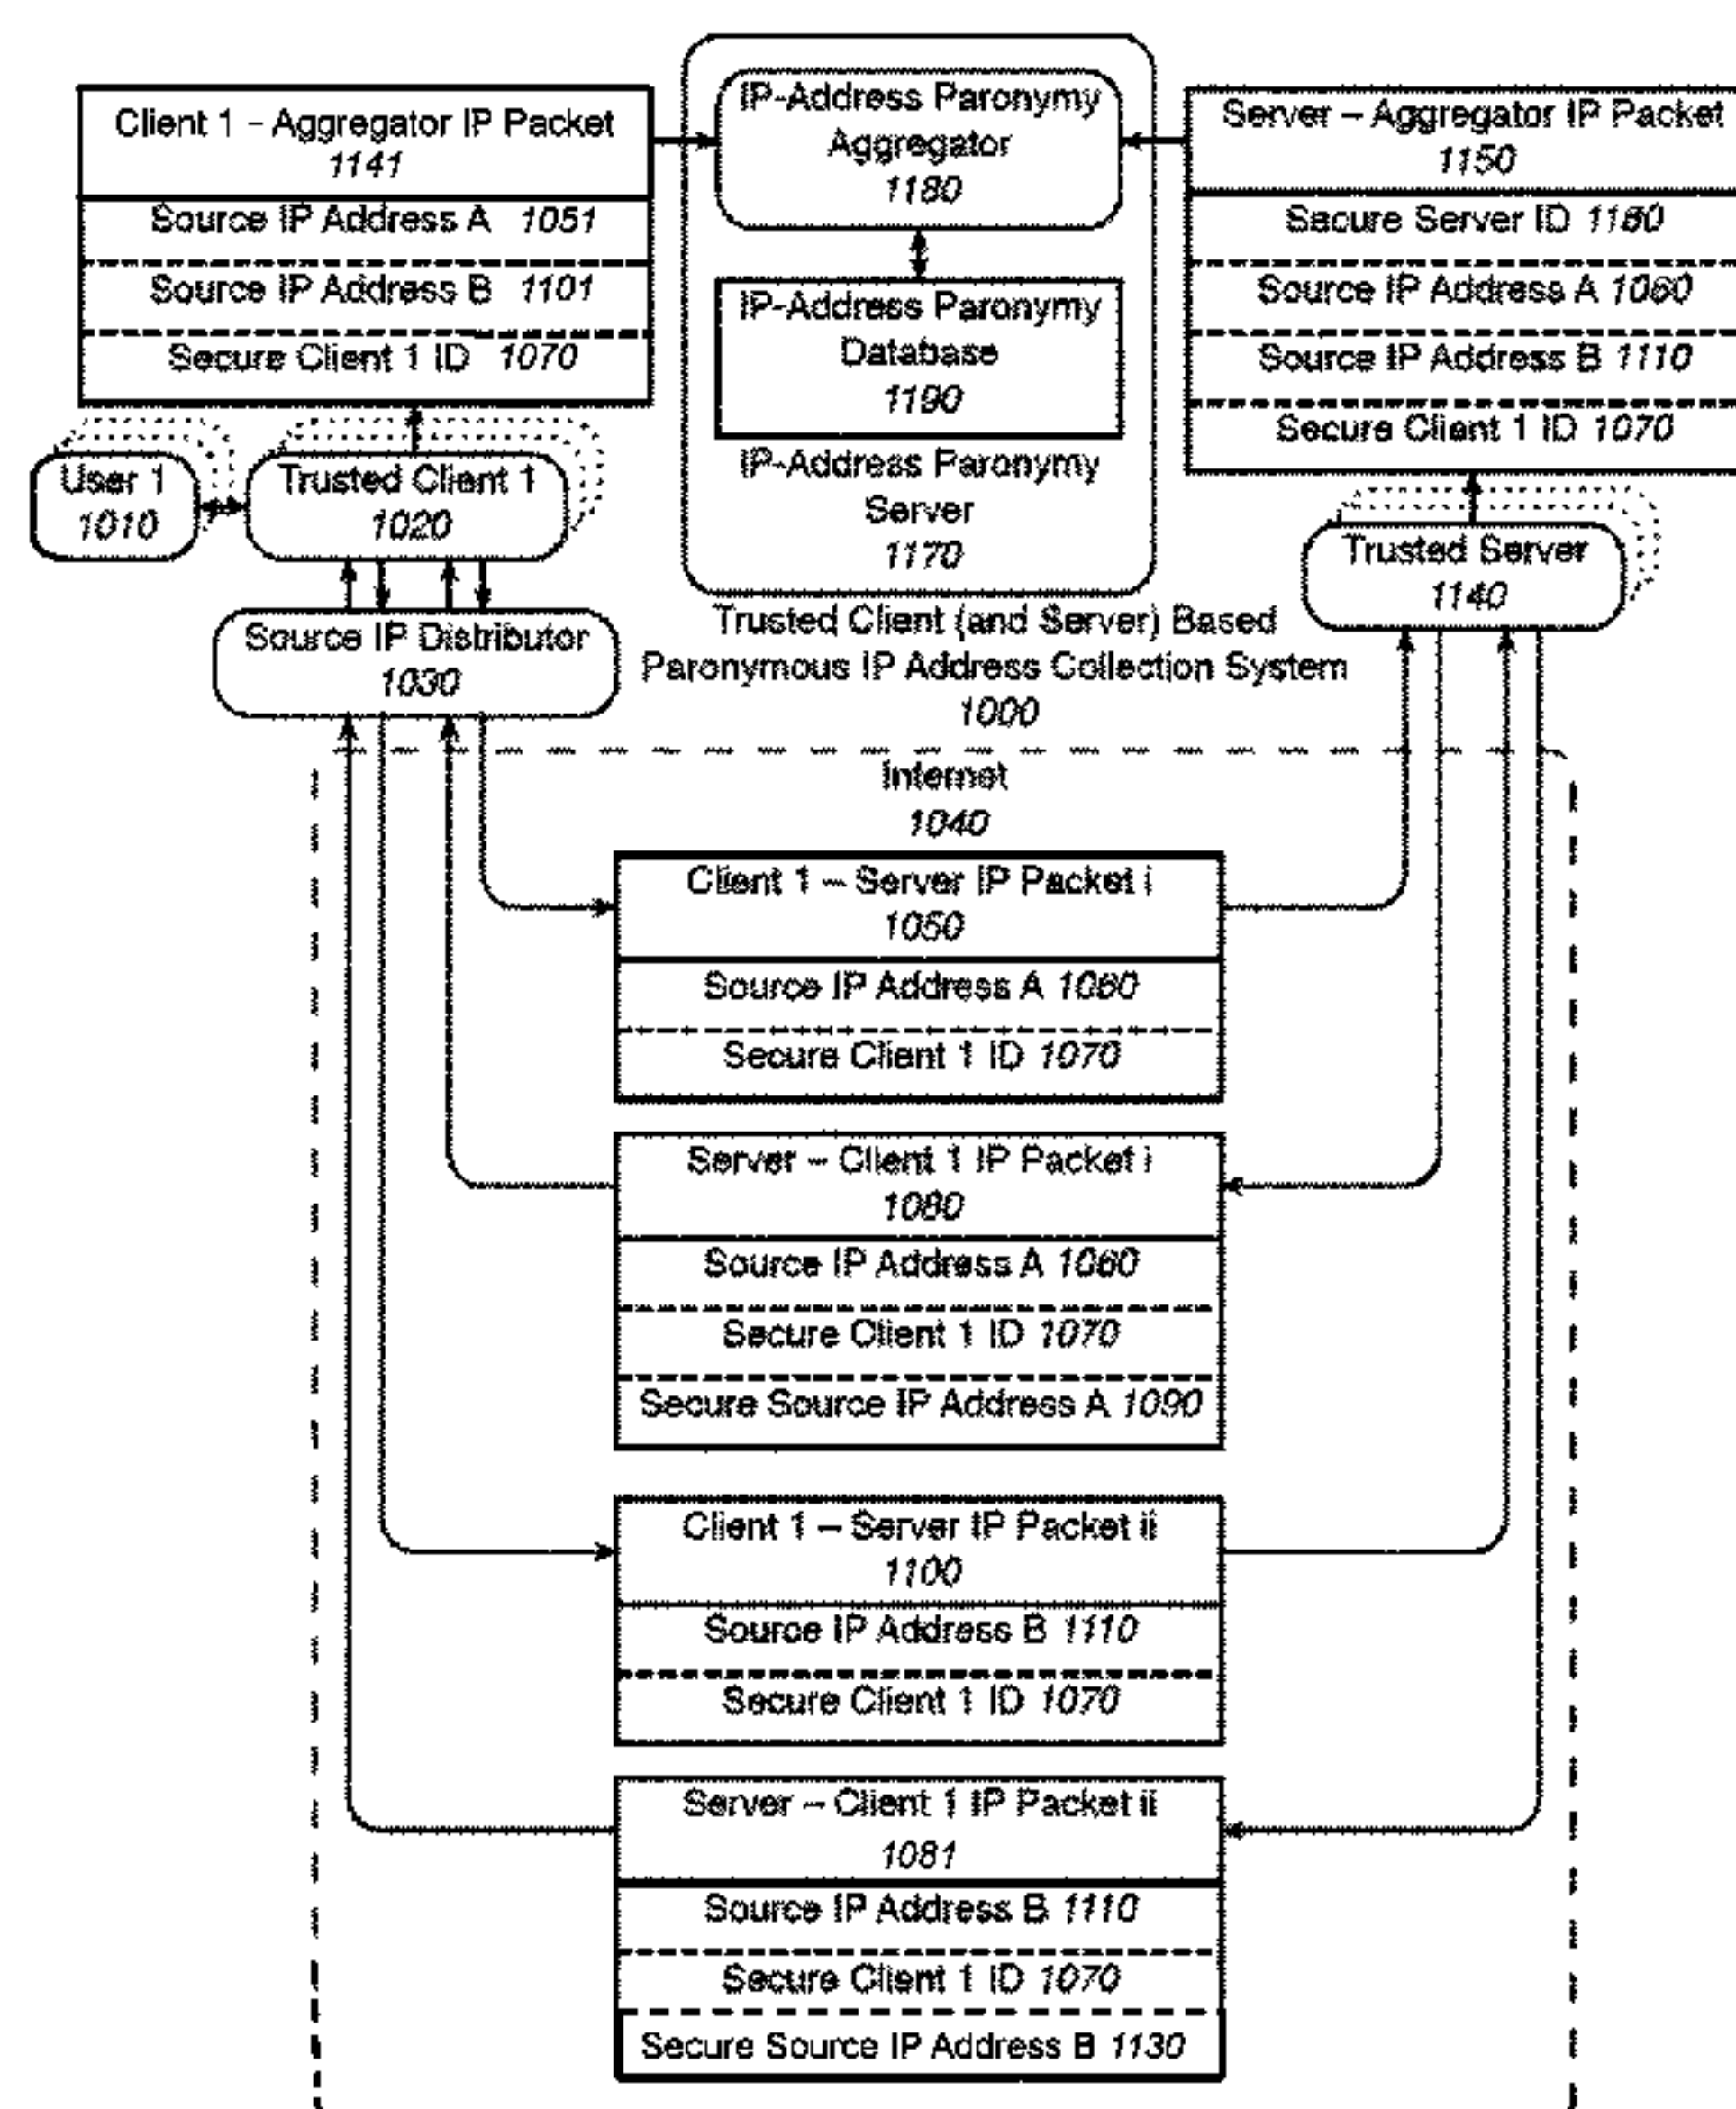 Client 1 – Aggregator IP Packet
1141
Source IP Address A 1051
Source IP Address B 1101
Secure Client 1 ID 1070
IP-Address Paronymy
Aggregator
1180
IP-Address Paronymy
Database
1190
IP-Address Paronymy
Server
1170
Server – Aggregator IP Packet
1150
Secure Server ID 1160
Source IP Address A 1060
Source IP Address B 1110
Secure Client 1 ID 1070
User 1
1010
Trusted Client 1
1020
Source IP Distributor
1030
Trusted Server
1140
Trusted Client (and Server) Based
Paronymous IP Address Collection System
1000
Internet
1040
Client 1 – Server IP Packet i
1050
Source IP Address A 1060
Secure Client 1 ID 1070
Server – Client 1 IP Packet i
1080
Source IP Address A 1060
Secure Client 1 ID 1070
Secure Source IP Address A 1090
Client 1 – Server IP Packet ii
1100
Source IP Address B 1110
Secure Client 1 ID 1070
Server – Client 1 IP Packet ii
1081
Source IP Address B 1110
Secure Client 1 ID 1070
Secure Source IP Address B 1130